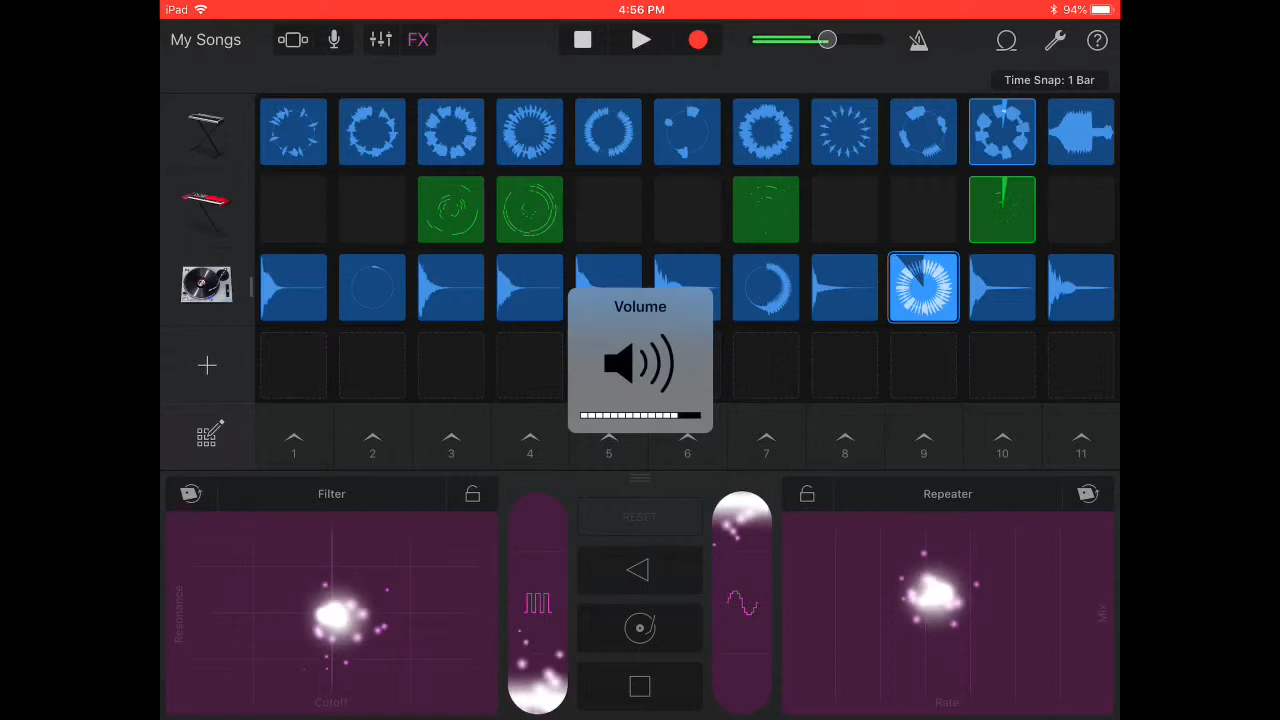 iPad 4:56 PM 94%
My Songs FX
Time Snap: 1 Bar
Volume
1 2 3 4 5 6 7 8 9 10 11
Filter RESET Repeater
Resonance
Mix
Cutoff Rate